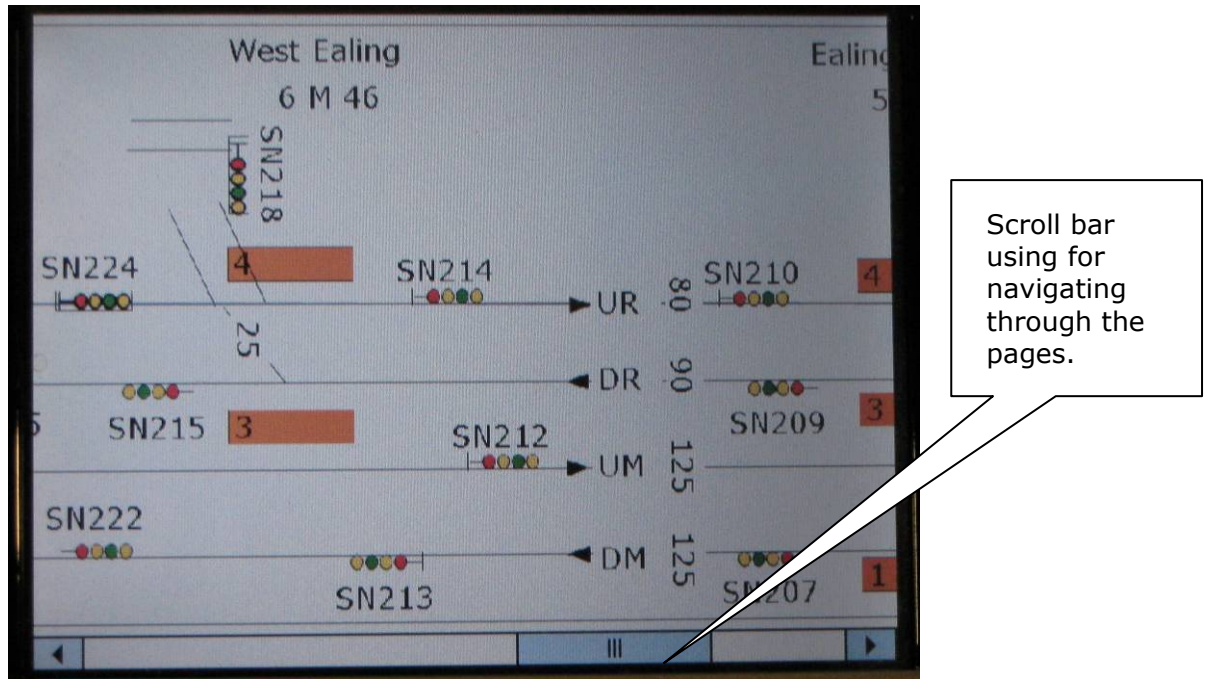 West Ealing
Ealing
6 M 46
5
SN218
SN224
4
SN214
SN210
4
UR
80
25
DR
90
SN215
3
SN212
SN209
3
UM
125
SN222
DM
125
SN213
SN207
1
Scroll bar
using for
navigating
through the
pages.